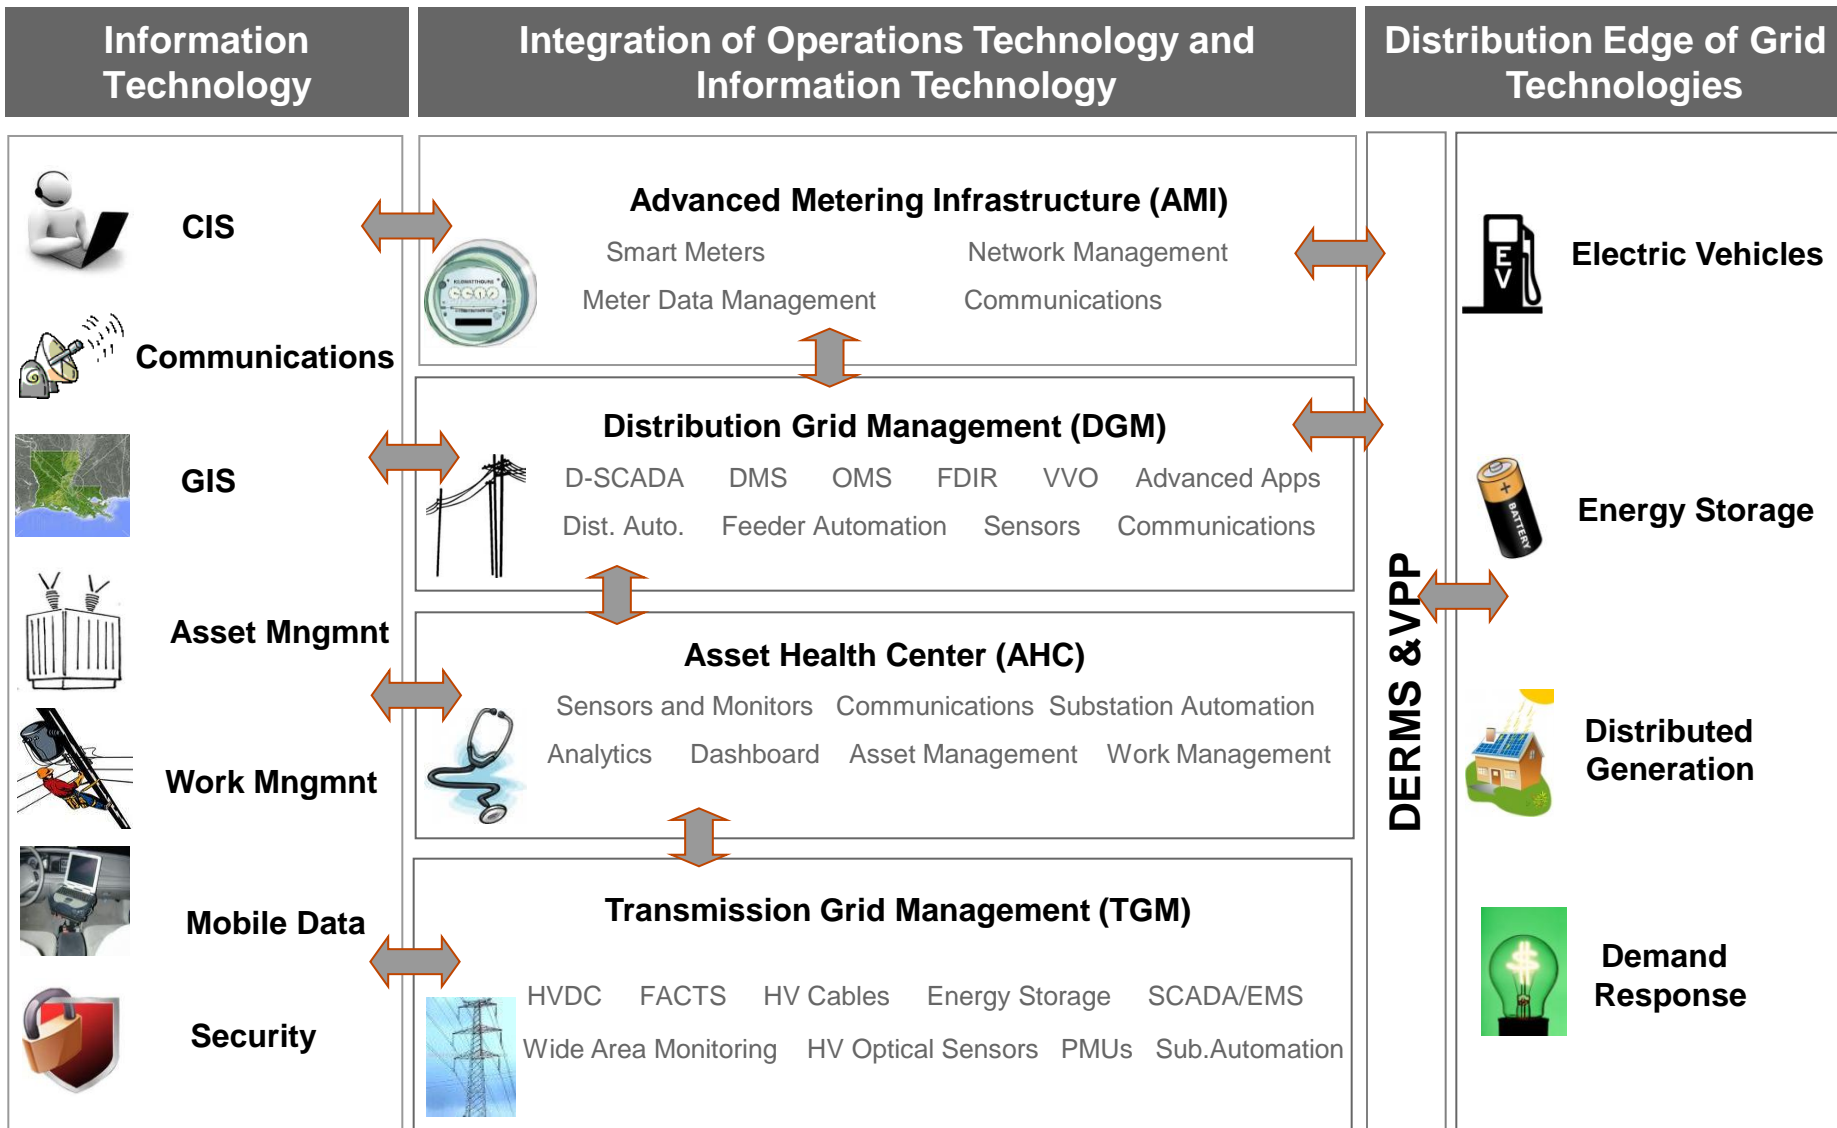 Information
Technology
Integration of Operations Technology and
Information Technology
Distribution Edge of Grid
Technologies
CIS
Communications
GIS
Asset Mngmnt
Work Mngmnt
Mobile Data
Security
Advanced Metering Infrastructure (AMI)
Smart Meters Network Management
Meter Data Management Communications
KILOWATTHOURS
Distribution Grid Management (DGM)
D-SCADA DMS OMS FDIR VVO Advanced Apps
Dist. Auto. Feeder Automation Sensors Communications
Asset Health Center (AHC)
Sensors and Monitors Communications Substation Automation
Analytics Dashboard Asset Management Work Management
Transmission Grid Management (TGM)
HVDC FACTS HV Cables Energy Storage SCADA/EMS
Wide Area Monitoring HV Optical Sensors PMUs Sub.Automation
DERMS &VPP
EV
Electric Vehicles
BATTERY
Energy Storage
Distributed
Generation
$
Demand
Response